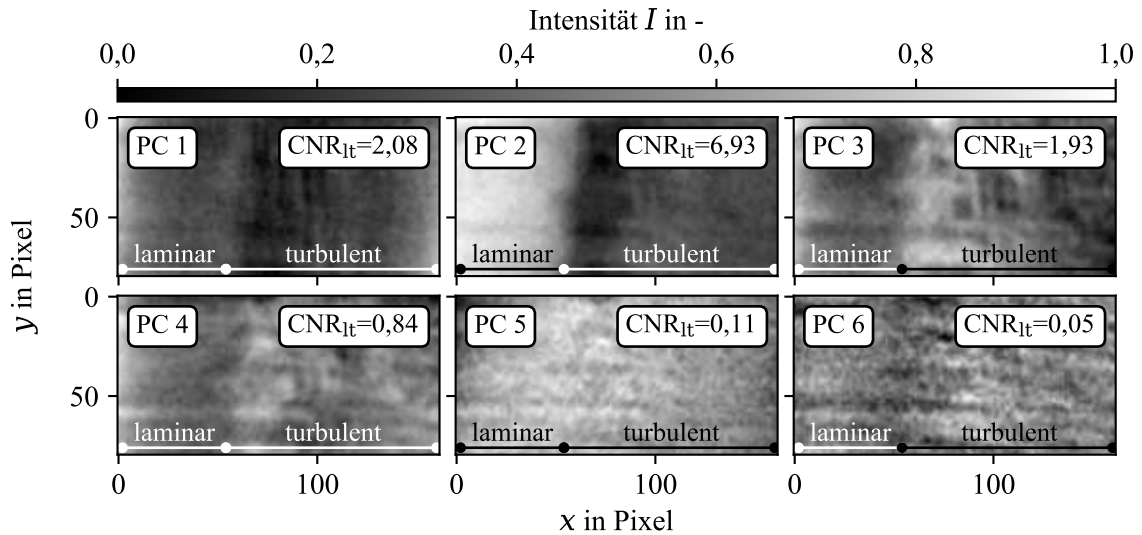 Intensität I in -
0,0 0,2 0,4 0,6 0,8 1,0
0 PC 1 CNRlt=2,08 PC 2 CNRlt=6,93 PC 3 CNRlt=1,93
50
laminar turbulent laminar turbulent laminar turbulent
y in Pixel
0 PC 4 CNRlt=0,84 PC 5 CNRlt=0,11 PC 6 CNRlt=0,05
50
laminar turbulent laminar turbulent laminar turbulent
0 100 0 100 0 100
x in Pixel